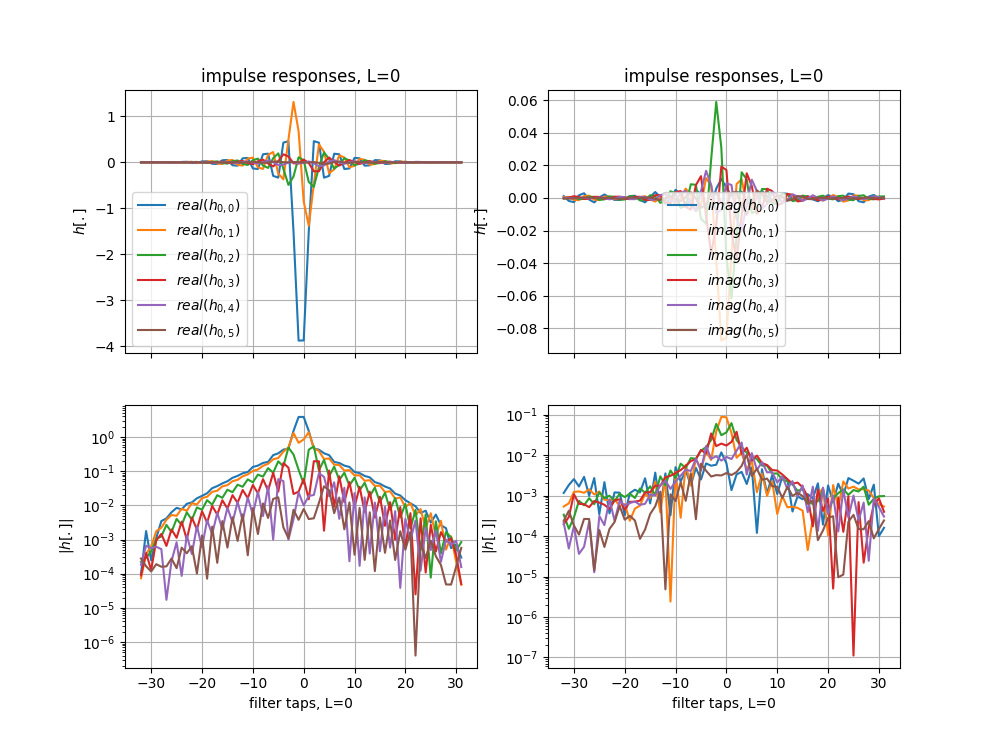 impulse responses, L=0
1
0
−1
−2
−3
−4
h[.]
real(h0,0)
real(h0,1)
real(h0,2)
real(h0,3)
real(h0,4)
real(h0,5)
impulse responses, L=0
0.06
0.04
0.02
0.00
−0.02
−0.04
−0.06
−0.08
h[.]
imag(h0,0)
imag(h0,1)
imag(h0,2)
imag(h0,3)
imag(h0,4)
imag(h0,5)
10^0
10^−1
10^−2
10^−3
10^−4
10^−5
10^−6
|h[.]|
−30 −20 −10 0 10 20 30
filter taps, L=0
10^−1
10^−2
10^−3
10^−4
10^−5
10^−6
10^−7
|h[.]|
−30 −20 −10 0 10 20 30
filter taps, L=0